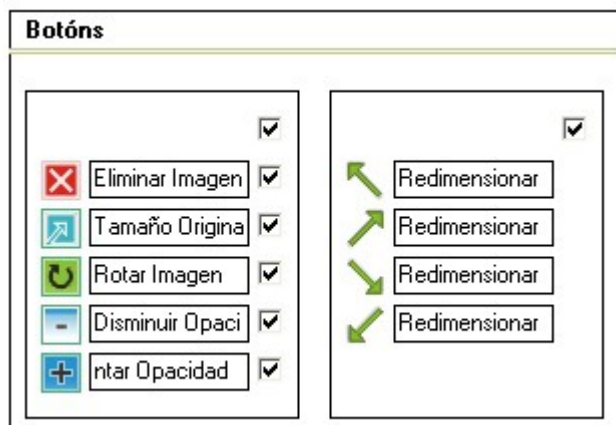 Botóns
Eliminar Imagen
Tamaño Origina
Rotar Imagen
Disminuir Opaci
ntar Opacidad
Redimensionar
Redimensionar
Redimensionar
Redimensionar